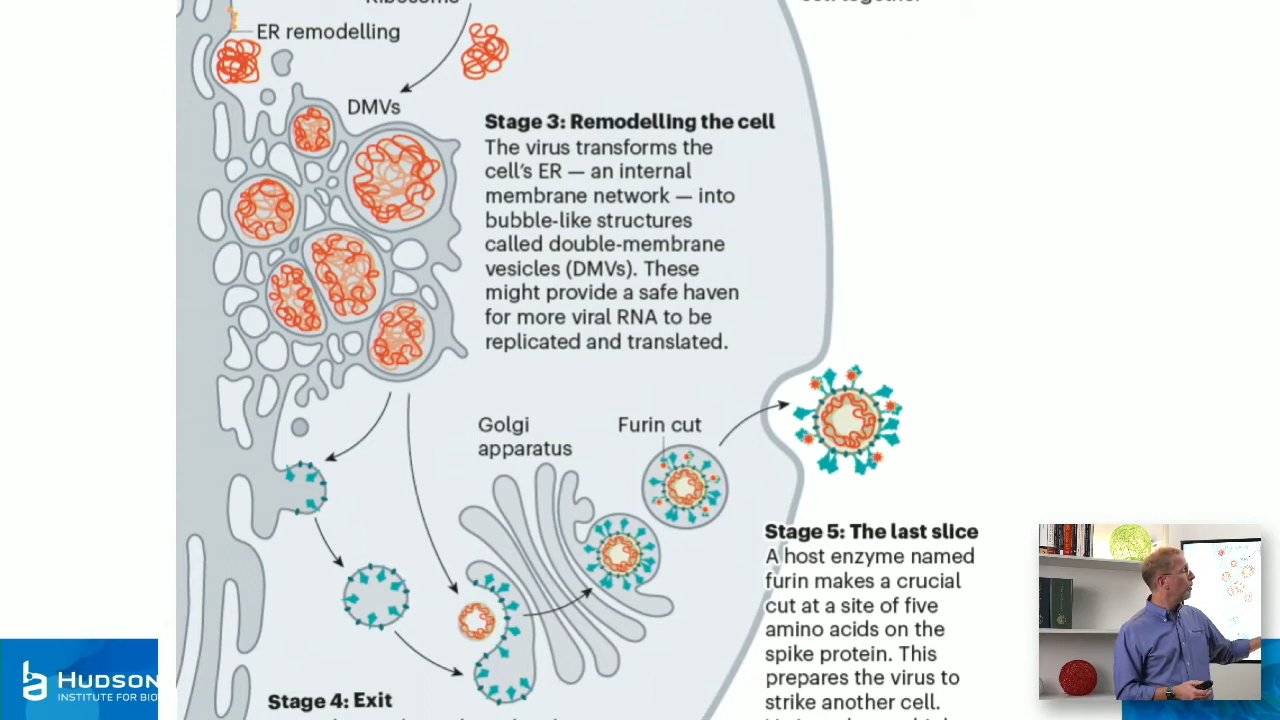 Ribosome
ER remodelling
DMVs
Stage 3: Remodelling the cell
The virus transforms the
cell's ER — an internal
membrane network — into
bubble-like structures
called double-membrane
vesicles (DMVs). These
might provide a safe haven
for more viral RNA to be
replicated and translated.
Golgi
apparatus
Furin cut
Stage 5: The last slice
A host enzyme named
furin makes a crucial
cut at a site of five
amino acids on the
spike protein. This
prepares the virus to
strike another cell.
Stage 4: Exit
HUDSON
INSTITUTE FOR BIO